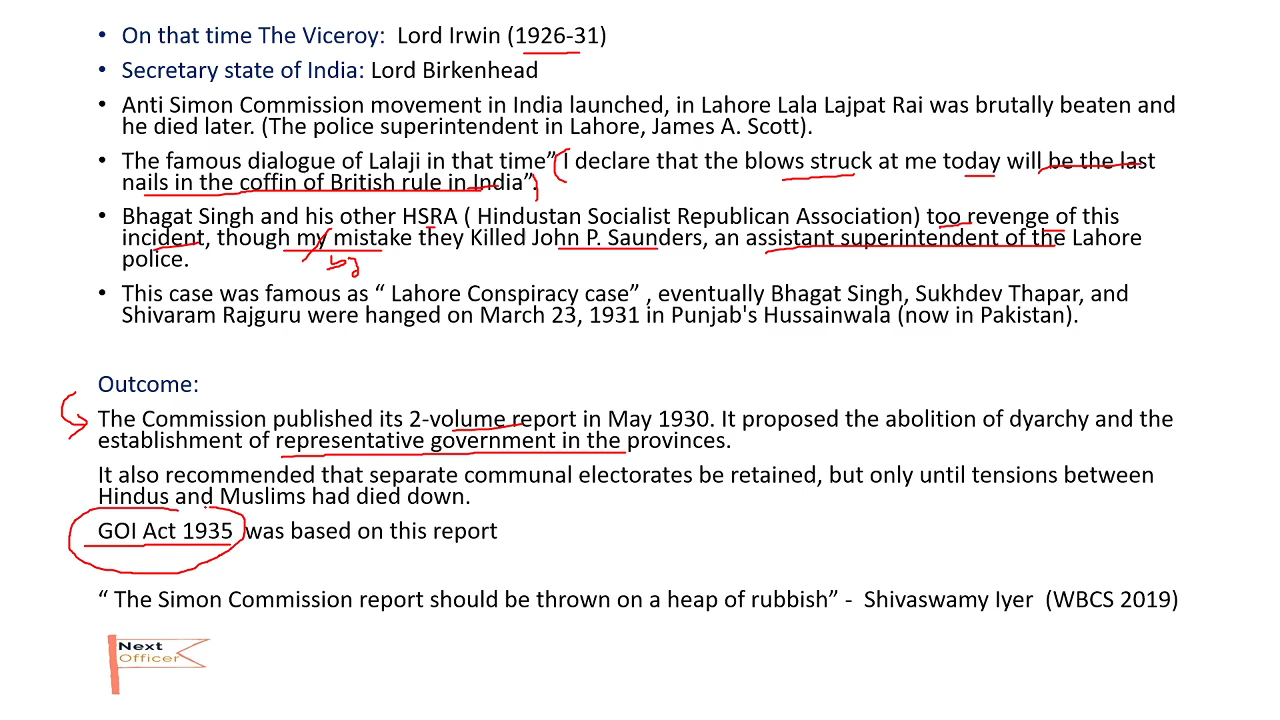 • On that time The Viceroy:  Lord Irwin (1926-31)
• Secretary state of India: Lord Birkenhead
• Anti Simon Commission movement in India launched, in Lahore Lala Lajpat Rai was brutally beaten and
he died later. (The police superintendent in Lahore, James A. Scott).
• The famous dialogue of Lalaji in that time” I declare that the blows struck at me today will be the last
nails in the coffin of British rule in India”.
• Bhagat Singh and his other HSRA ( Hindustan Socialist Republican Association) too revenge of this
incident, though my mistake they Killed John P. Saunders, an assistant superintendent of the Lahore
by
police.
• This case was famous as “ Lahore Conspiracy case” , eventually Bhagat Singh, Sukhdev Thapar, and
Shivaram Rajguru were hanged on March 23, 1931 in Punjab's Hussainwala (now in Pakistan).
Outcome:
The Commission published its 2-volume report in May 1930. It proposed the abolition of dyarchy and the
establishment of representative government in the provinces.
It also recommended that separate communal electorates be retained, but only until tensions between
Hindus and Muslims had died down.
GOI Act 1935 was based on this report
“ The Simon Commission report should be thrown on a heap of rubbish” -  Shivaswamy Iyer  (WBCS 2019)
Next
Officer